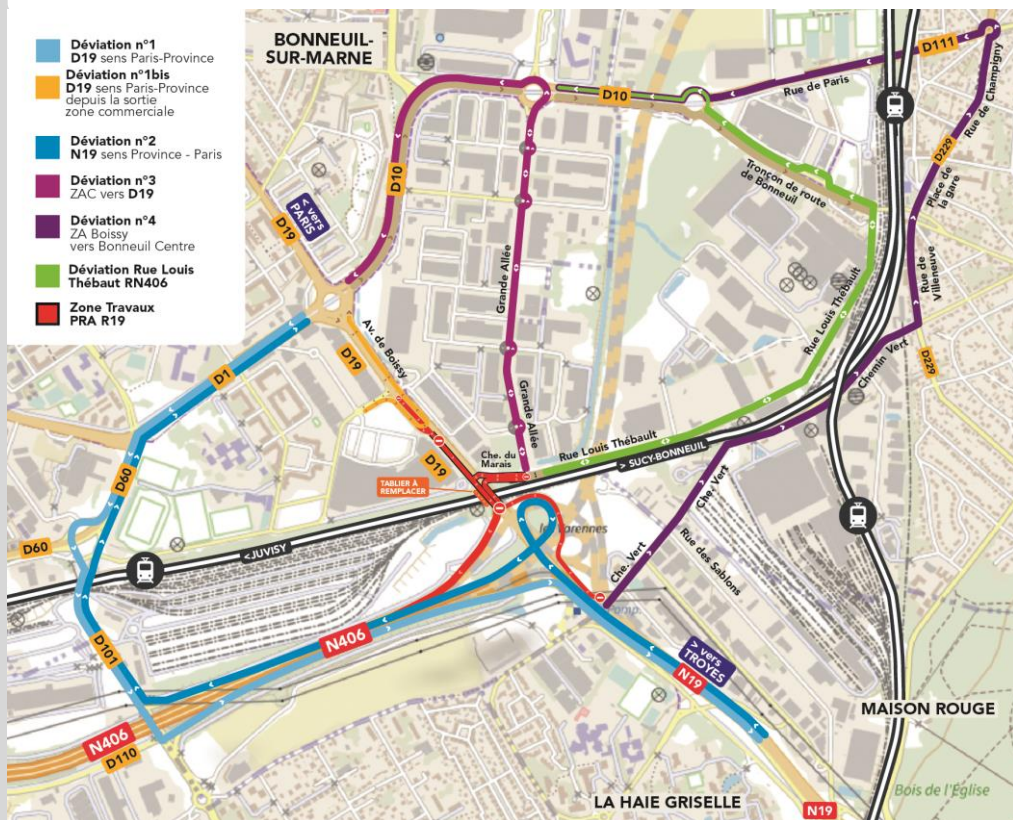 Déviation n°1
D19 sens Paris-Province
Déviation n°1bis
D19 sens Paris-Province
depuis la sortie
zone commerciale
Déviation n°2
N19 sens Province - Paris
Déviation n°3
ZAC vers D19
Déviation n°4
ZA Boissy
vers Bonneuil Centre
Déviation Rue Louis
Thébaut RN406
Zone Travaux
PRA R19
BONNEUIL-
SUR-MARNE
D111
Rue de Paris
D10
Rue de Champigny
D229
Place de
la gare
Tronçon de route
de Bonneuil
D10
< vers
PARIS
D19
Grande Allée
Rue de
Villeneuve
Rue Louis Thébault
Av. de Boissy
D19
D1
Chemin Vert
D229
Grande Allée
Rue Louis Thébault
Che. du
Marais
D19
> SUCY-BONNEUIL
TABLIER À
REMPLACER
D60
D60
< JUVISY
Che. Vert
Rue des Sablons
Che. Vert
D101
N406
> vers
TROYES
N19
N406
D110
MAISON ROUGE
LA HAIE GRISELLE
Bois de l'Église
N19